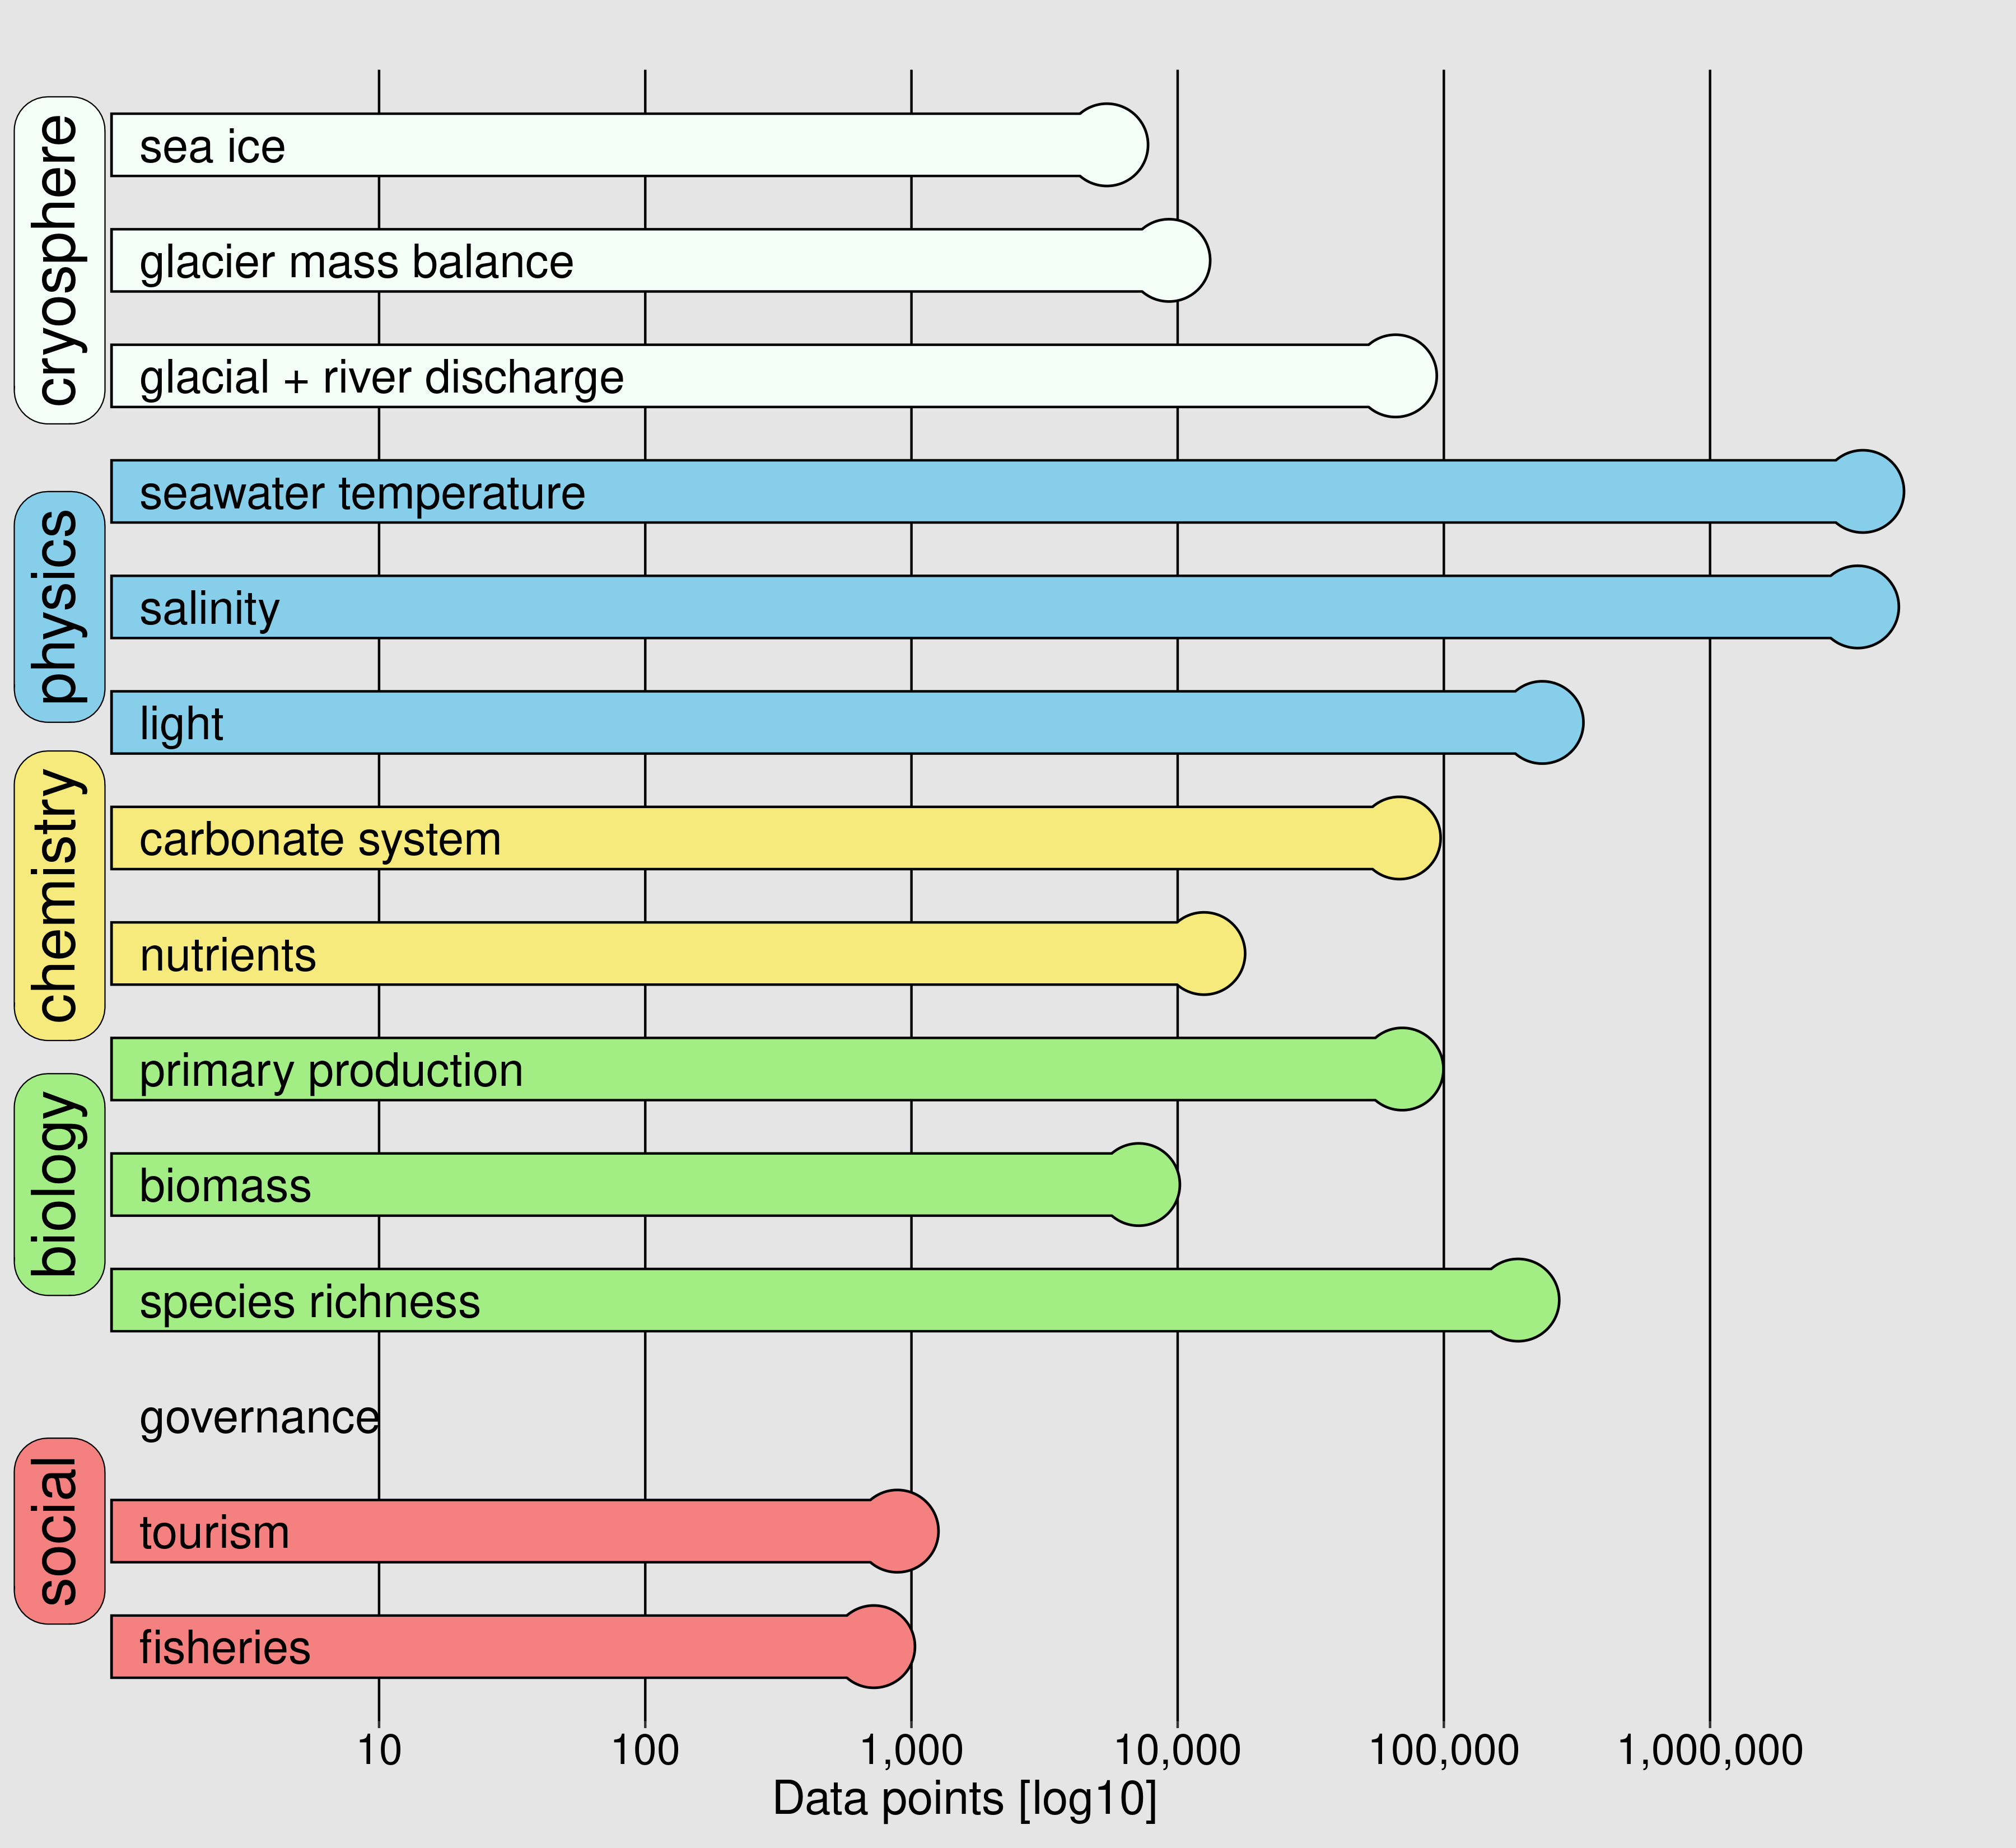 cryosphere
sea ice
glacier mass balance
glacial + river discharge
physics
seawater temperature
salinity
light
chemistry
carbonate system
nutrients
biology
primary production
biomass
species richness
social
governance
tourism
fisheries
10 100 1,000 10,000 100,000 1,000,000
Data points [log10]